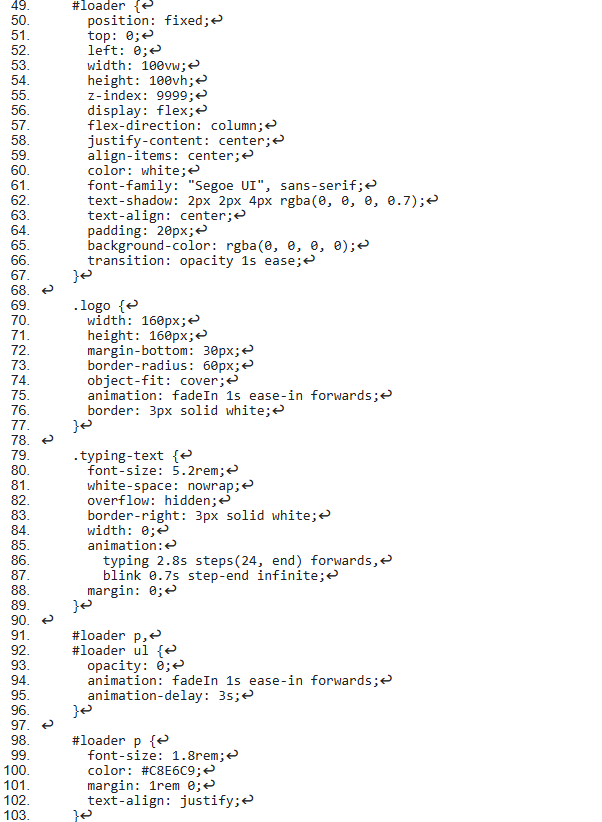 49. #loader {↩
50. position: fixed;↩
51. top: 0;↩
52. left: 0;↩
53. width: 100vw;↩
54. height: 100vh;↩
55. z-index: 9999;↩
56. display: flex;↩
57. flex-direction: column;↩
58. justify-content: center;↩
59. align-items: center;↩
60. color: white;↩
61. font-family: "Segoe UI", sans-serif;↩
62. text-shadow: 2px 2px 4px rgba(0, 0, 0, 0.7);↩
63. text-align: center;↩
64. padding: 20px;↩
65. background-color: rgba(0, 0, 0, 0);↩
66. transition: opacity 1s ease;↩
67. }↩
68. ↩
69. .logo {↩
70. width: 160px;↩
71. height: 160px;↩
72. margin-bottom: 30px;↩
73. border-radius: 60px;↩
74. object-fit: cover;↩
75. animation: fadeIn 1s ease-in forwards;↩
76. border: 3px solid white;↩
77. }↩
78. ↩
79. .typing-text {↩
80. font-size: 5.2rem;↩
81. white-space: nowrap;↩
82. overflow: hidden;↩
83. border-right: 3px solid white;↩
84. width: 0;↩
85. animation:↩
86. typing 2.8s steps(24, end) forwards,↩
87. blink 0.7s step-end infinite;↩
88. margin: 0;↩
89. }↩
90. ↩
91. #loader p,↩
92. #loader ul {↩
93. opacity: 0;↩
94. animation: fadeIn 1s ease-in forwards;↩
95. animation-delay: 3s;↩
96. }↩
97. ↩
98. #loader p {↩
99. font-size: 1.8rem;↩
100. color: #C8E6C9;↩
101. margin: 1rem 0;↩
102. text-align: justify;↩
103. }↩